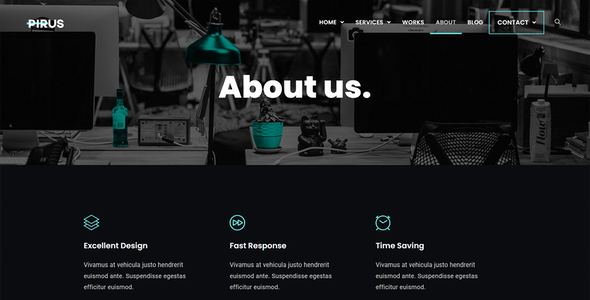 PIRUS
HOME SERVICES WORKS ABOUT BLOG CONTACT
About us.
How
Excellent Design Fast Response Time Saving
Vivamus at vehicula justo hendrerit Vivamus at vehicula justo hendrerit Vivamus at vehicula justo hendrerit
euismod ante. Suspendisse egestas euismod ante. Suspendisse egestas euismod ante. Suspendisse egestas
efficitur euismod. efficitur euismod. efficitur euismod.